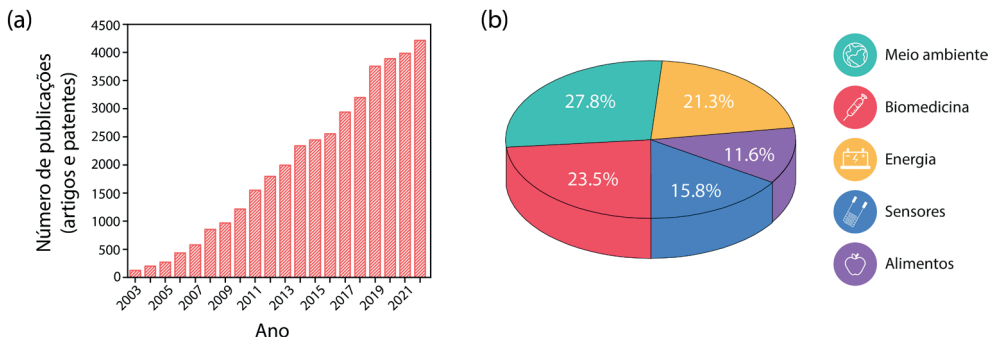 (a)
Número de publicações
(artigos e patentes)
4500
4000
3500
3000
2500
2000
1500
1000
500
0
2003
2005
2007
2009
2011
2013
2015
2017
2019
2021
Ano
(b)
27.8%
21.3%
11.6%
15.8%
23.5%
Meio ambiente
Biomedicina
Energia
Sensores
Alimentos